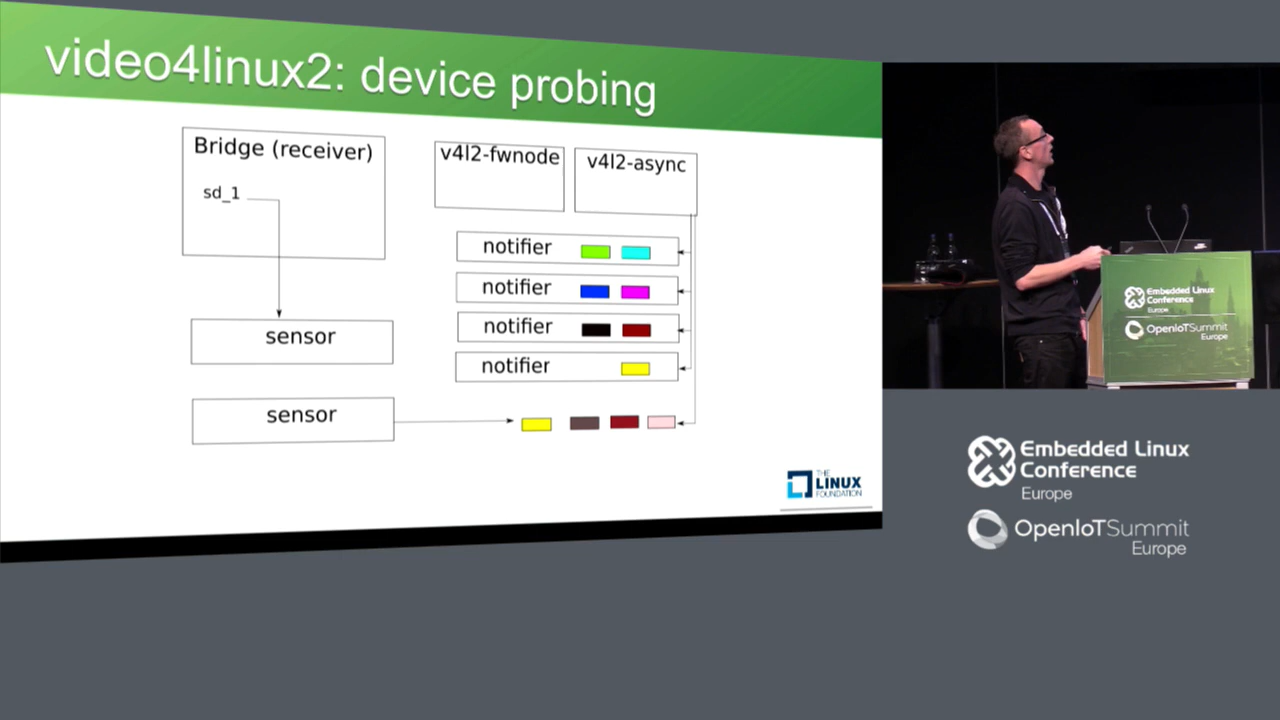 video4linux2: device probing
Bridge (receiver)
sd_1
sensor
sensor
v4l2-fwnode
v4l2-async
notifier
notifier
notifier
notifier
THE
LINUX
FOUNDATION
Embedded Linux
Conference
Europe
OpenIoTSummit
Europe
Embedded Linux
Conference
Europe
OpenIoTSummit
Europe